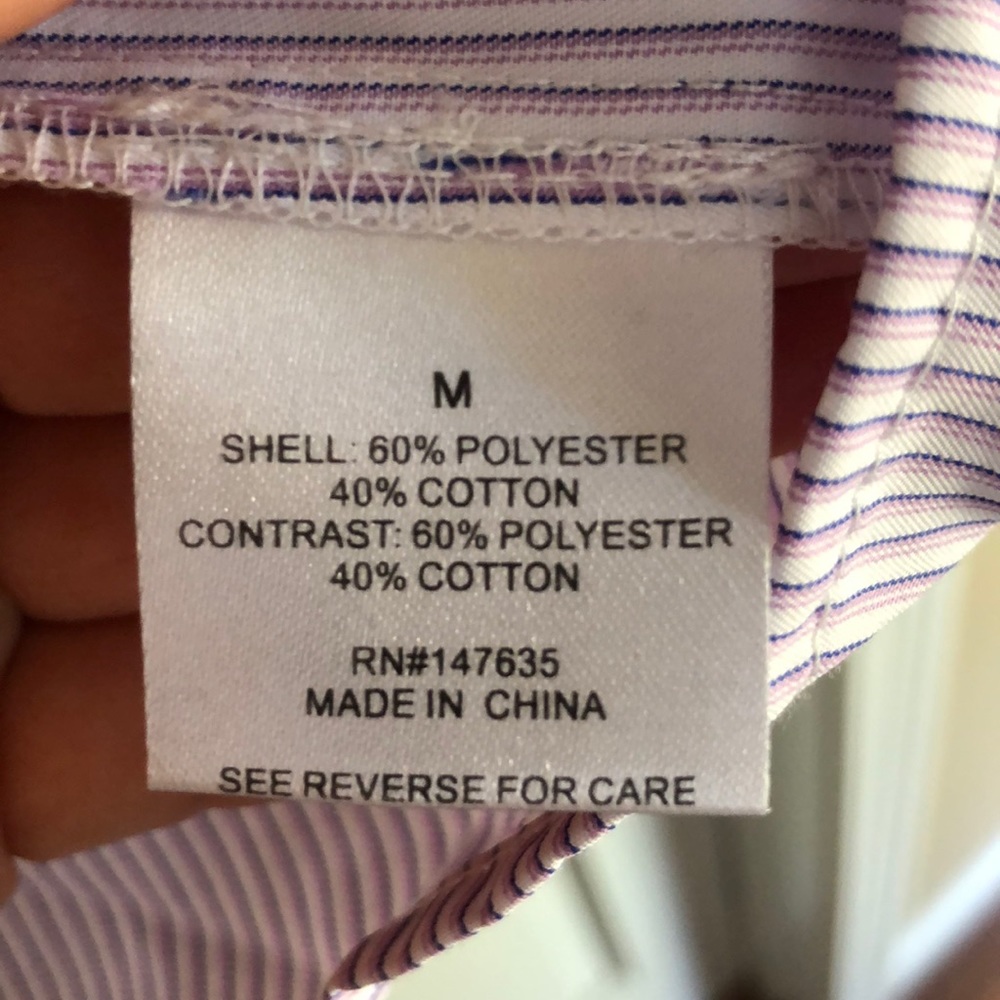 M
SHELL: 60% POLYESTER
40% COTTON
CONTRAST: 60% POLYESTER
40% COTTON
RN#147635
MADE IN CHINA
SEE REVERSE FOR CARE